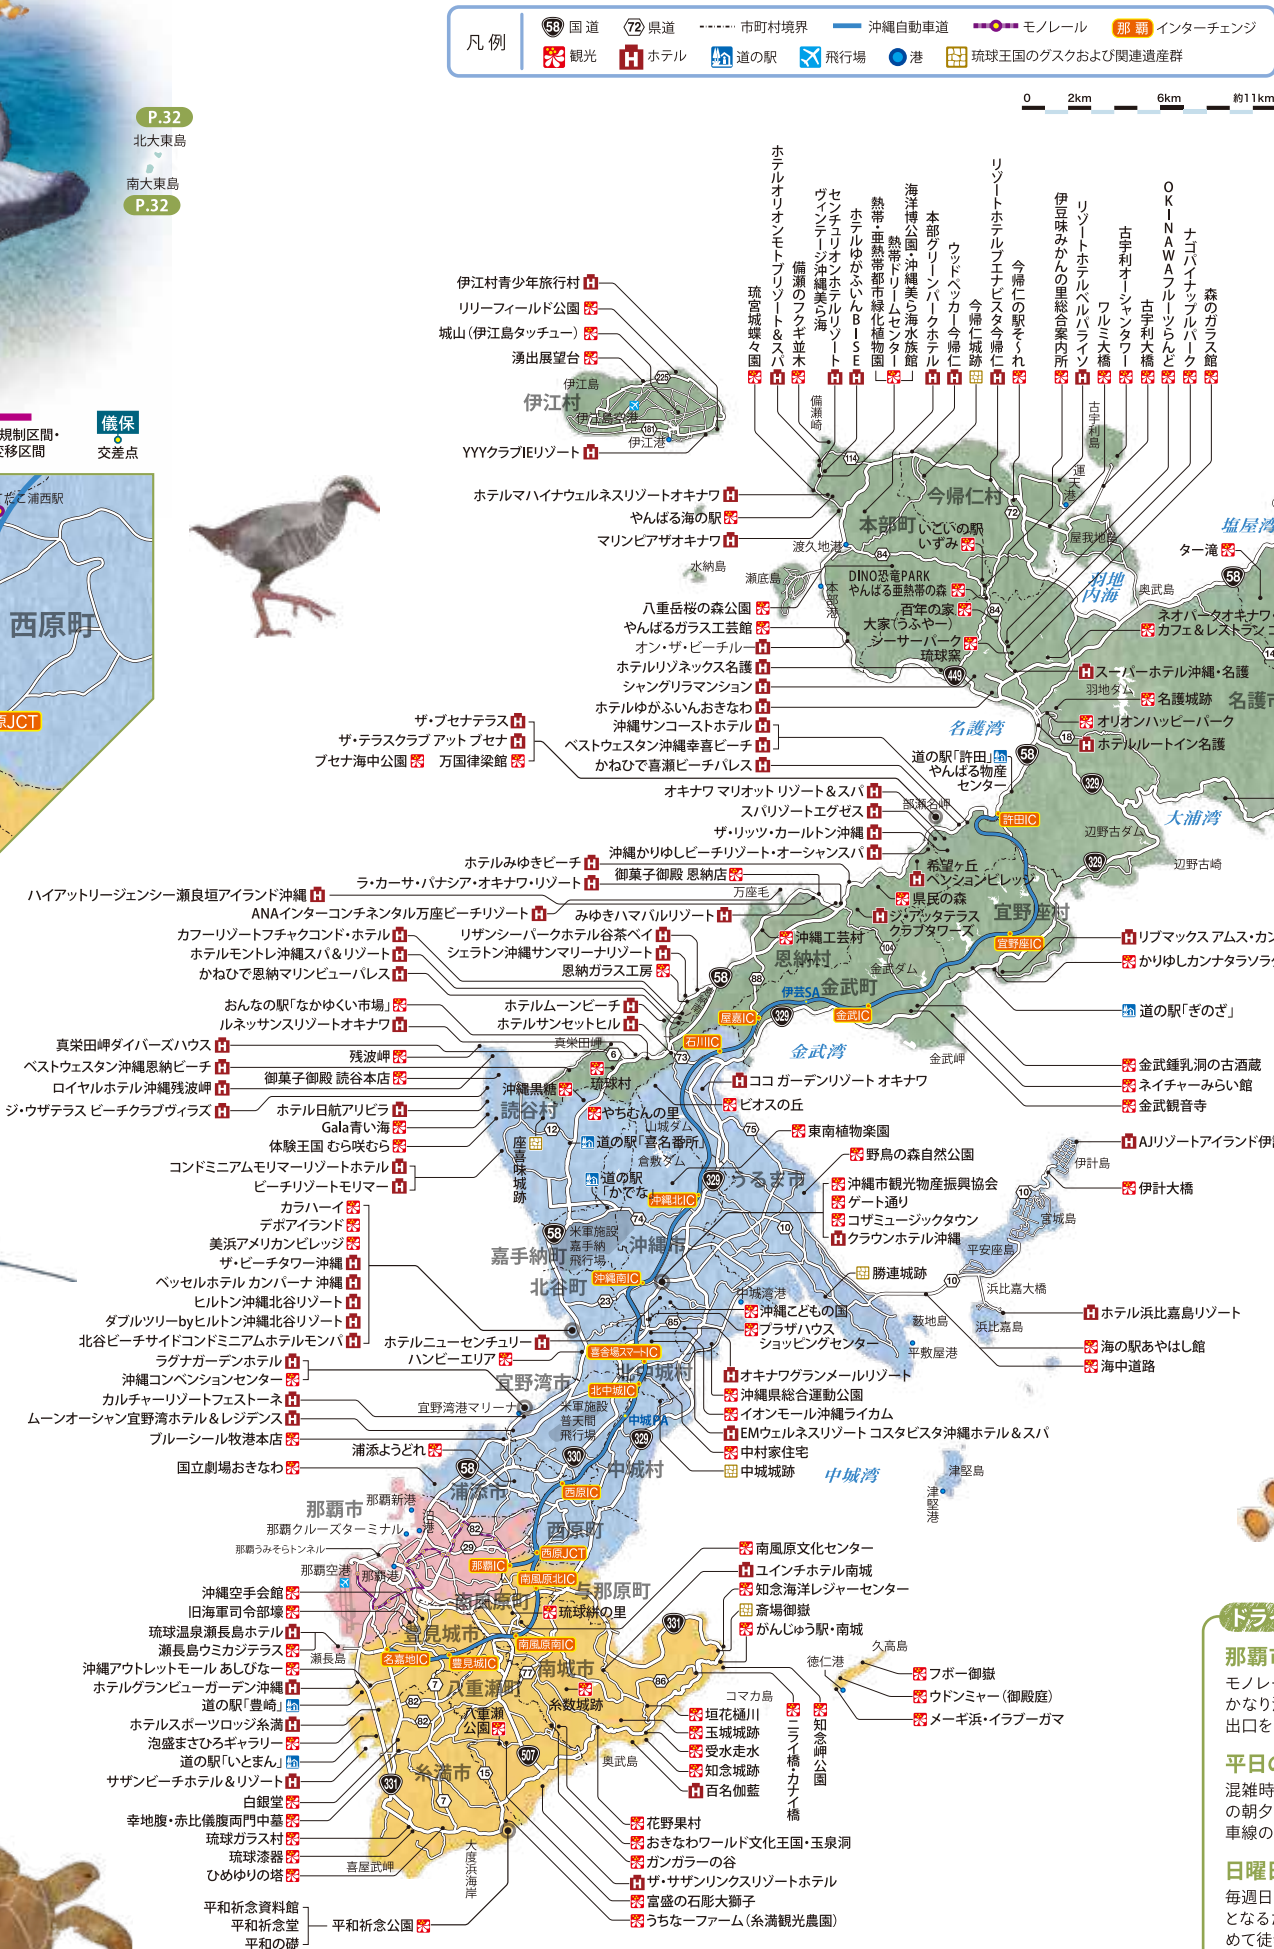 凡例
58 国道
72 県道
市町村境界
沖縄自動車道
モノレール
那覇 インターチェンジ
観光
ホテル
道の駅
飛行場
港
琉球王国のグスクおよび関連遺産群
0 2km 6km 約11km
P.32
北大東島
南大東島
P.32
規制区間・
変移区間
儀保
交差点
てだこ浦西駅
西原町
原JCT
ホテルオリオンモトブリゾート&スパ
センチュリオンホテルリゾート
ヴィンテージ沖縄美ら海
海洋博公園・沖縄美ら海水族館
熱帯ドリームセンター
熱帯・亜熱帯都市緑化植物園
リゾートホテルブエナビスタ今帰仁
琉宮城蝶々園
備瀬のフクギ並木
ホテルゆがふいんBISE
本部グリーンパークホテル
ウッドペッカー今帰仁
今帰仁城跡
今帰仁の駅そ〜れ
伊豆味みかんの里総合案内所
リゾートホテルベルパライソ
ワルミ大橋
古宇利オーシャンタワー
古宇利大橋
OKINAWAフルーツらんど
ナゴパイナップルパーク
森のガラス館
伊江村青少年旅行村
リリーフィールド公園
城山(伊江島タッチュー)
湧出展望台
伊江島
伊江村
伊江島空港
225
181
伊江港
YYYクラブIEリゾート
備瀬崎
古宇利島
運天港
114
今帰仁村
本部町
72
ホテルマハイナウェルネスリゾートオキナワ
やんばる海の駅
マリンピアザオキナワ
渡久地港
いこいの駅
いずみ
84
屋我地島
塩屋湾
ター滝
58
水納島
瀬底島
本部港
DINO恐竜PARK
やんばる亜熱帯の森
羽地
内海
奥武島
百年の家
大家(うふやー)
84
シーサーパーク
琉球窯
ネオパークオキナワ
カフェ&レストラン
八重岳桜の森公園
やんばるガラス工芸館
オン・ザ・ビーチルー
ホテルリゾネックス名護
シャングリラマンション
ホテルゆがふいんおきなわ
449
スーパーホテル沖縄・名護
羽地ダム
名護城跡
名護市
オリオンハッピーパーク
18
ホテルルートイン名護
名護湾
ザ・ブセナテラス
ザ・テラスクラブ アット ブセナ
ブセナ海中公園
万国律梁館
沖縄サンコーストホテル
ベストウェスタン沖縄幸喜ビーチ
かねひで喜瀬ビーチパレス
道の駅「許田」
やんばる物産
センター
58
329
大浦湾
オキナワ マリオット リゾート&スパ
スパリゾートエグゼス
部瀬名岬
許田IC
ザ・リッツ・カールトン沖縄
沖縄かりゆしビーチリゾート・オーシャンスパ
辺野古ダム
329
辺野古崎
ホテルみゆきビーチ
ラ・カーサ・パナシア・オキナワ・リゾート
御菓子御殿 恩納店
希望ヶ丘
ペンションビレッジ
万座毛
県民の森
ハイアットリージェンシー瀬良垣アイランド沖縄
ANAインターコンチネンタル万座ビーチリゾート
みゆきハマバルリゾート
ジ・アッタテラス
クラブタワーズ
宜野座村
カフーリゾートフチャクコンド・ホテル
リザンシーパークホテル谷茶ベイ
沖縄工芸村
宜野座IC
リブマックス アムス・カン
ホテルモントレ沖縄スパ&リゾート
シェラトン沖縄サンマリーナリゾート
恩納村
104
かりゆしカンナタラソラグ
かねひで恩納マリンビューパレス
恩納ガラス工房
58
88
金武ダム
伊芸SA
金武町
おんなの駅「なかゆくい市場」
ホテルムーンビーチ
屋嘉IC
329
金武IC
道の駅「ぎのざ」
ルネッサンスリゾートオキナワ
ホテルサンセットヒル
真栄田岬
石川IC
金武湾
金武岬
真栄田岬ダイバーズハウス
残波岬
6
73
ベストウェスタン沖縄恩納ビーチ
御菓子御殿 読谷本店
金武鍾乳洞の古酒蔵
ロイヤルホテル沖縄残波岬
琉球村
沖縄黒糖
ココ ガーデンリゾート オキナワ
ネイチャーみらい館
ジ・ウザテラス ビーチクラブヴィラズ
ホテル日航アリビラ
読谷村
やちむんの里
ビオスの丘
金武観音寺
Gala青い海
12
山城ダム
75
体験王国 むら咲むら
座喜味城跡
道の駅「喜名番所」
東南植物楽園
AJリゾートアイランド伊計
コンドミニアムモリマーリゾートホテル
倉敷ダム
野鳥の森自然公園
伊計島
ビーチリゾートモリマー
道の駅
「かでな」
329
うるま市
沖縄市観光物産振興協会
伊計大橋
沖縄北IC
ゲート通り
10
宮城島
カラハーイ
デポアイランド
美浜アメリカンビレッジ
ザ・ビーチタワー沖縄
ベッセルホテル カンパーナ 沖縄
ヒルトン沖縄北谷リゾート
ダブルツリーbyヒルトン沖縄北谷リゾート
北谷ビーチサイドコンドミニアムホテルモンパ
74
58
米軍施設
嘉手納
飛行場
コザミュージックタウン
クラウンホテル沖縄
10
沖縄市
平安座島
嘉手納町
北谷町
沖縄南IC
勝連城跡
10
浜比嘉大橋
23
中城湾港
沖縄こどもの国
ホテル浜比嘉島リゾート
85
プラザハウス
ショッピングセンター
藪地島
浜比嘉島
ホテルニューセンチュリー
ハンビーエリア
喜舎場スマートIC
平敷屋港
海の駅あやはし館
海中道路
ラグナガーデンホテル
沖縄コンベンションセンター
宜野湾市
北中城村
オキナワグランメールリゾート
カルチャーリゾートフェストーネ
北中城IC
沖縄県総合運動公園
宜野湾港マリーナ
ムーンオーシャン宜野湾ホテル&レジデンス
米軍施設
普天間
飛行場
中城PA
イオンモール沖縄ライカム
ブルーシール牧港本店
329
EMウェルネスリゾート コスタビスタ沖縄ホテル&スパ
浦添ようどれ
330
中村家住宅
国立劇場おきなわ
58
中城村
中城城跡
中城湾
津堅島
津堅港
浦添市
西原IC
那覇市
那覇新港
泊港
那覇クルーズターミナル
82
西原町
那覇うみそらトンネル
29
西原JCT
南風原文化センター
那覇空港
那覇港
那覇IC
南風原北IC
ユインチホテル南城
沖縄空手会館
与那原町
知念海洋レジャーセンター
旧海軍司令部壕
南風原町
琉球絣の里
斎場御嶽
琉球温泉瀬長島ホテル
豊見城市
331
がんじゅう駅・南城
瀬長島ウミカジテラス
瀬長島
南風原南IC
久高島
沖縄アウトレットモール あしびなー
名嘉地IC
豊見城IC
77
南城市
86
徳仁港
フボー御嶽
ホテルグランビューガーデン沖縄
7
八重瀬町
糸数城跡
コマカ島
ウドンミャー(御殿庭)
道の駅「豊崎」
82
垣花樋川
メーギ浜・イラブーガマ
ホテルスポーツロッジ糸満
82
八重瀬
公園
玉城城跡
ニライ橋・カナイ橋
知念岬公園
泡盛まさひろギャラリー
507
受水走水
道の駅「いとまん」
奥武島
知念城跡
サザンビーチホテル&リゾート
331
糸満市
15
百名伽藍
白銀堂
7
幸地腹・赤比儀腹両門中墓
花野果村
琉球ガラス村
おきなわワールド文化王国・玉泉洞
琉球漆器
大度浜海岸
ガンガラーの谷
ひめゆりの塔
喜屋武岬
ザ・サザンリンクスリゾートホテル
平和祈念資料館
平和祈念堂
平和の礎
平和祈念公園
富盛の石彫大獅子
うちなーファーム(糸満観光農園)
ドラ
那覇市
モノレー
かなり
出口を
平日の
混雑時
の朝夕
車線の
日曜日
毎週日
となるた
めて徒